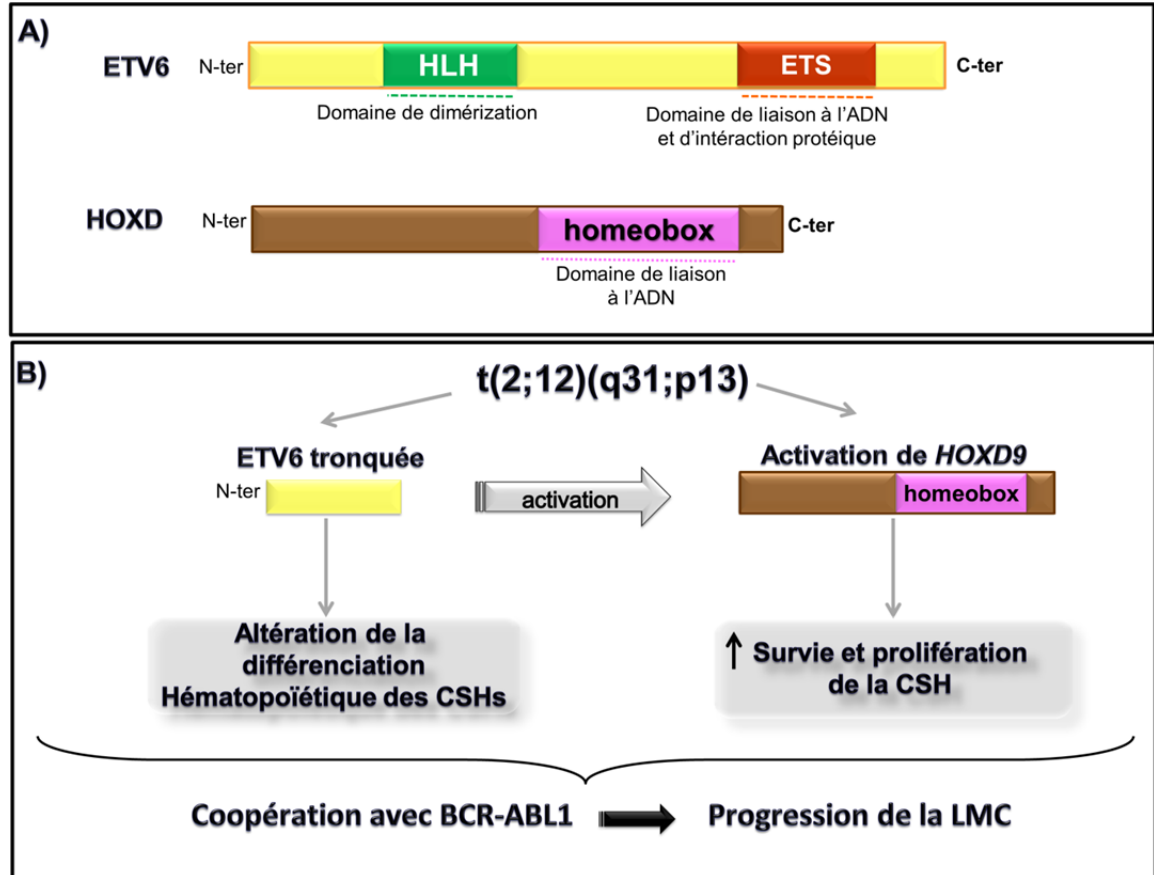 A)
ETV6
N-ter
HLH
ETS
C-ter
Domaine de dimérization
Domaine de liaison à l’ADN
et d’intéraction protéique
HOXD
N-ter
homeobox
C-ter
Domaine de liaison
à l’ADN
B)
t(2;12)(q31;p13)
ETV6 tronquée
N-ter
activation
Activation de HOXD9
homeobox
Altération de la
différenciation
Hématopoïétique des CSHs
↑ Survie et prolifération
de la CSH
Coopération avec BCR-ABL1
Progression de la LMC